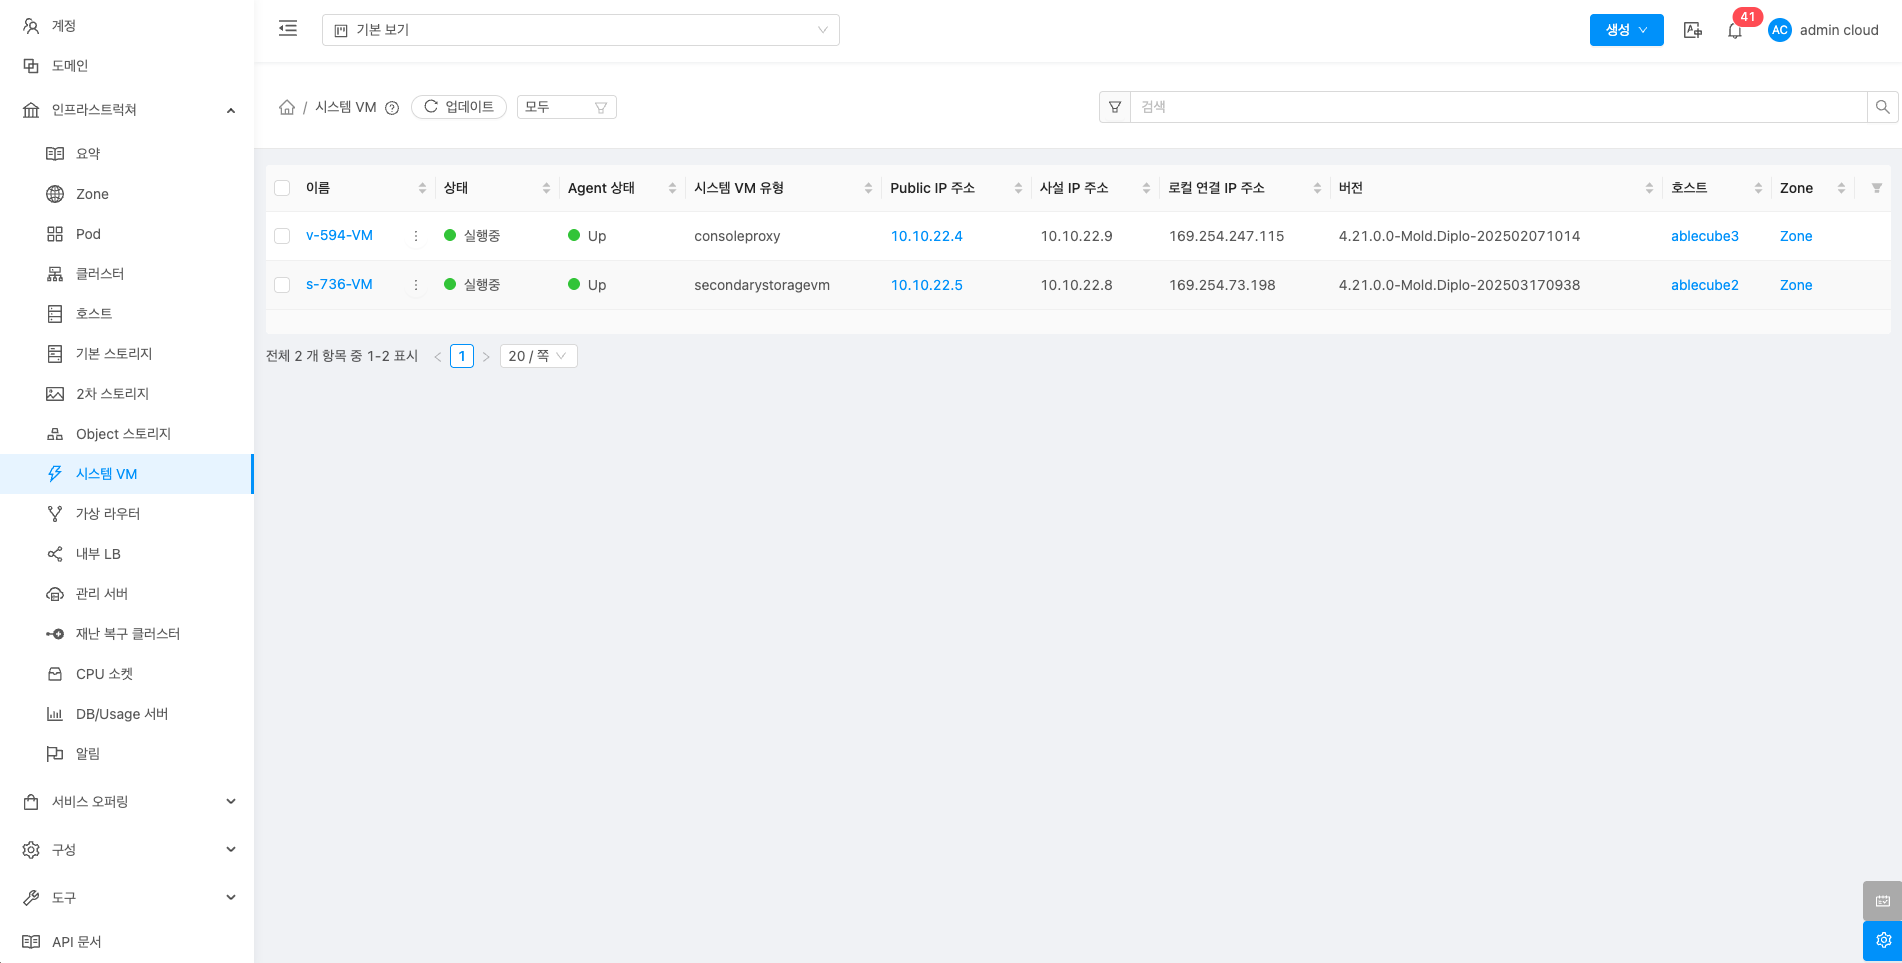 계정
도메인
인프라스트럭쳐
요약
Zone
Pod
클러스터
호스트
기본 스토리지
2차 스토리지
Object 스토리지
시스템 VM
가상 라우터
내부 LB
관리 서버
재난 복구 클러스터
CPU 소켓
DB/Usage 서버
알림
서비스 오퍼링
구성
도구
API 문서
기본 보기
생성
41
AC admin cloud
/ 시스템 VM 업데이트 모두
검색
이름 상태 Agent 상태 시스템 VM 유형 Public IP 주소 사설 IP 주소 로컬 연결 IP 주소 버전 호스트 Zone
v-594-VM 실행중 Up consoleproxy 10.10.22.4 10.10.22.9 169.254.247.115 4.21.0.0-Mold.Diplo-202502071014 ablecube3 Zone
s-736-VM 실행중 Up secondarystoragevm 10.10.22.5 10.10.22.8 169.254.73.198 4.21.0.0-Mold.Diplo-202503170938 ablecube2 Zone
전체 2 개 항목 중 1-2 표시 < 1 > 20 / 쪽